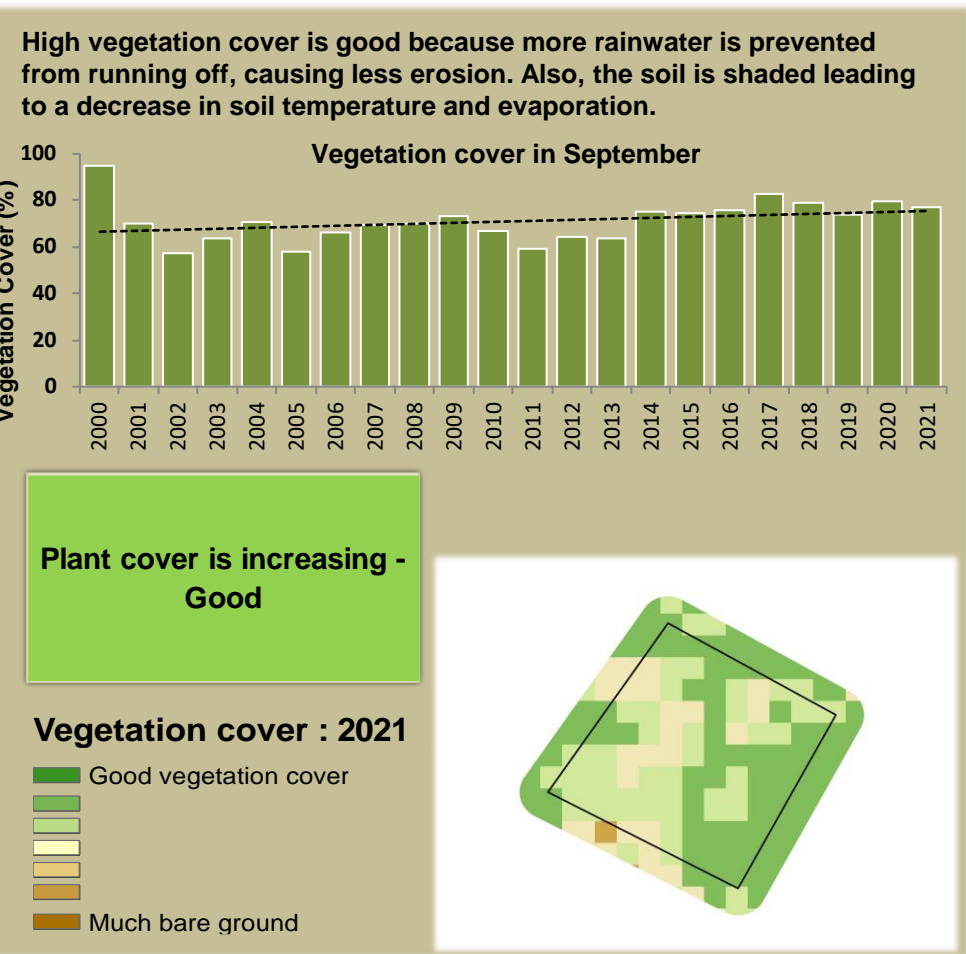 High vegetation cover is good because more rainwater is prevented
from running off, causing less erosion. Also, the soil is shaded leading
to a decrease in soil temperature and evaporation.
Vegetation cover in September
Vegetation Cover (%)
100
80
60
40
20
0
2000 2001 2002 2003 2004 2005 2006 2007 2008 2009 2010 2011 2012 2013 2014 2015 2016 2017 2018 2019 2020 2021
Plant cover is increasing -
Good
Vegetation cover : 2021
Good vegetation cover
Much bare ground